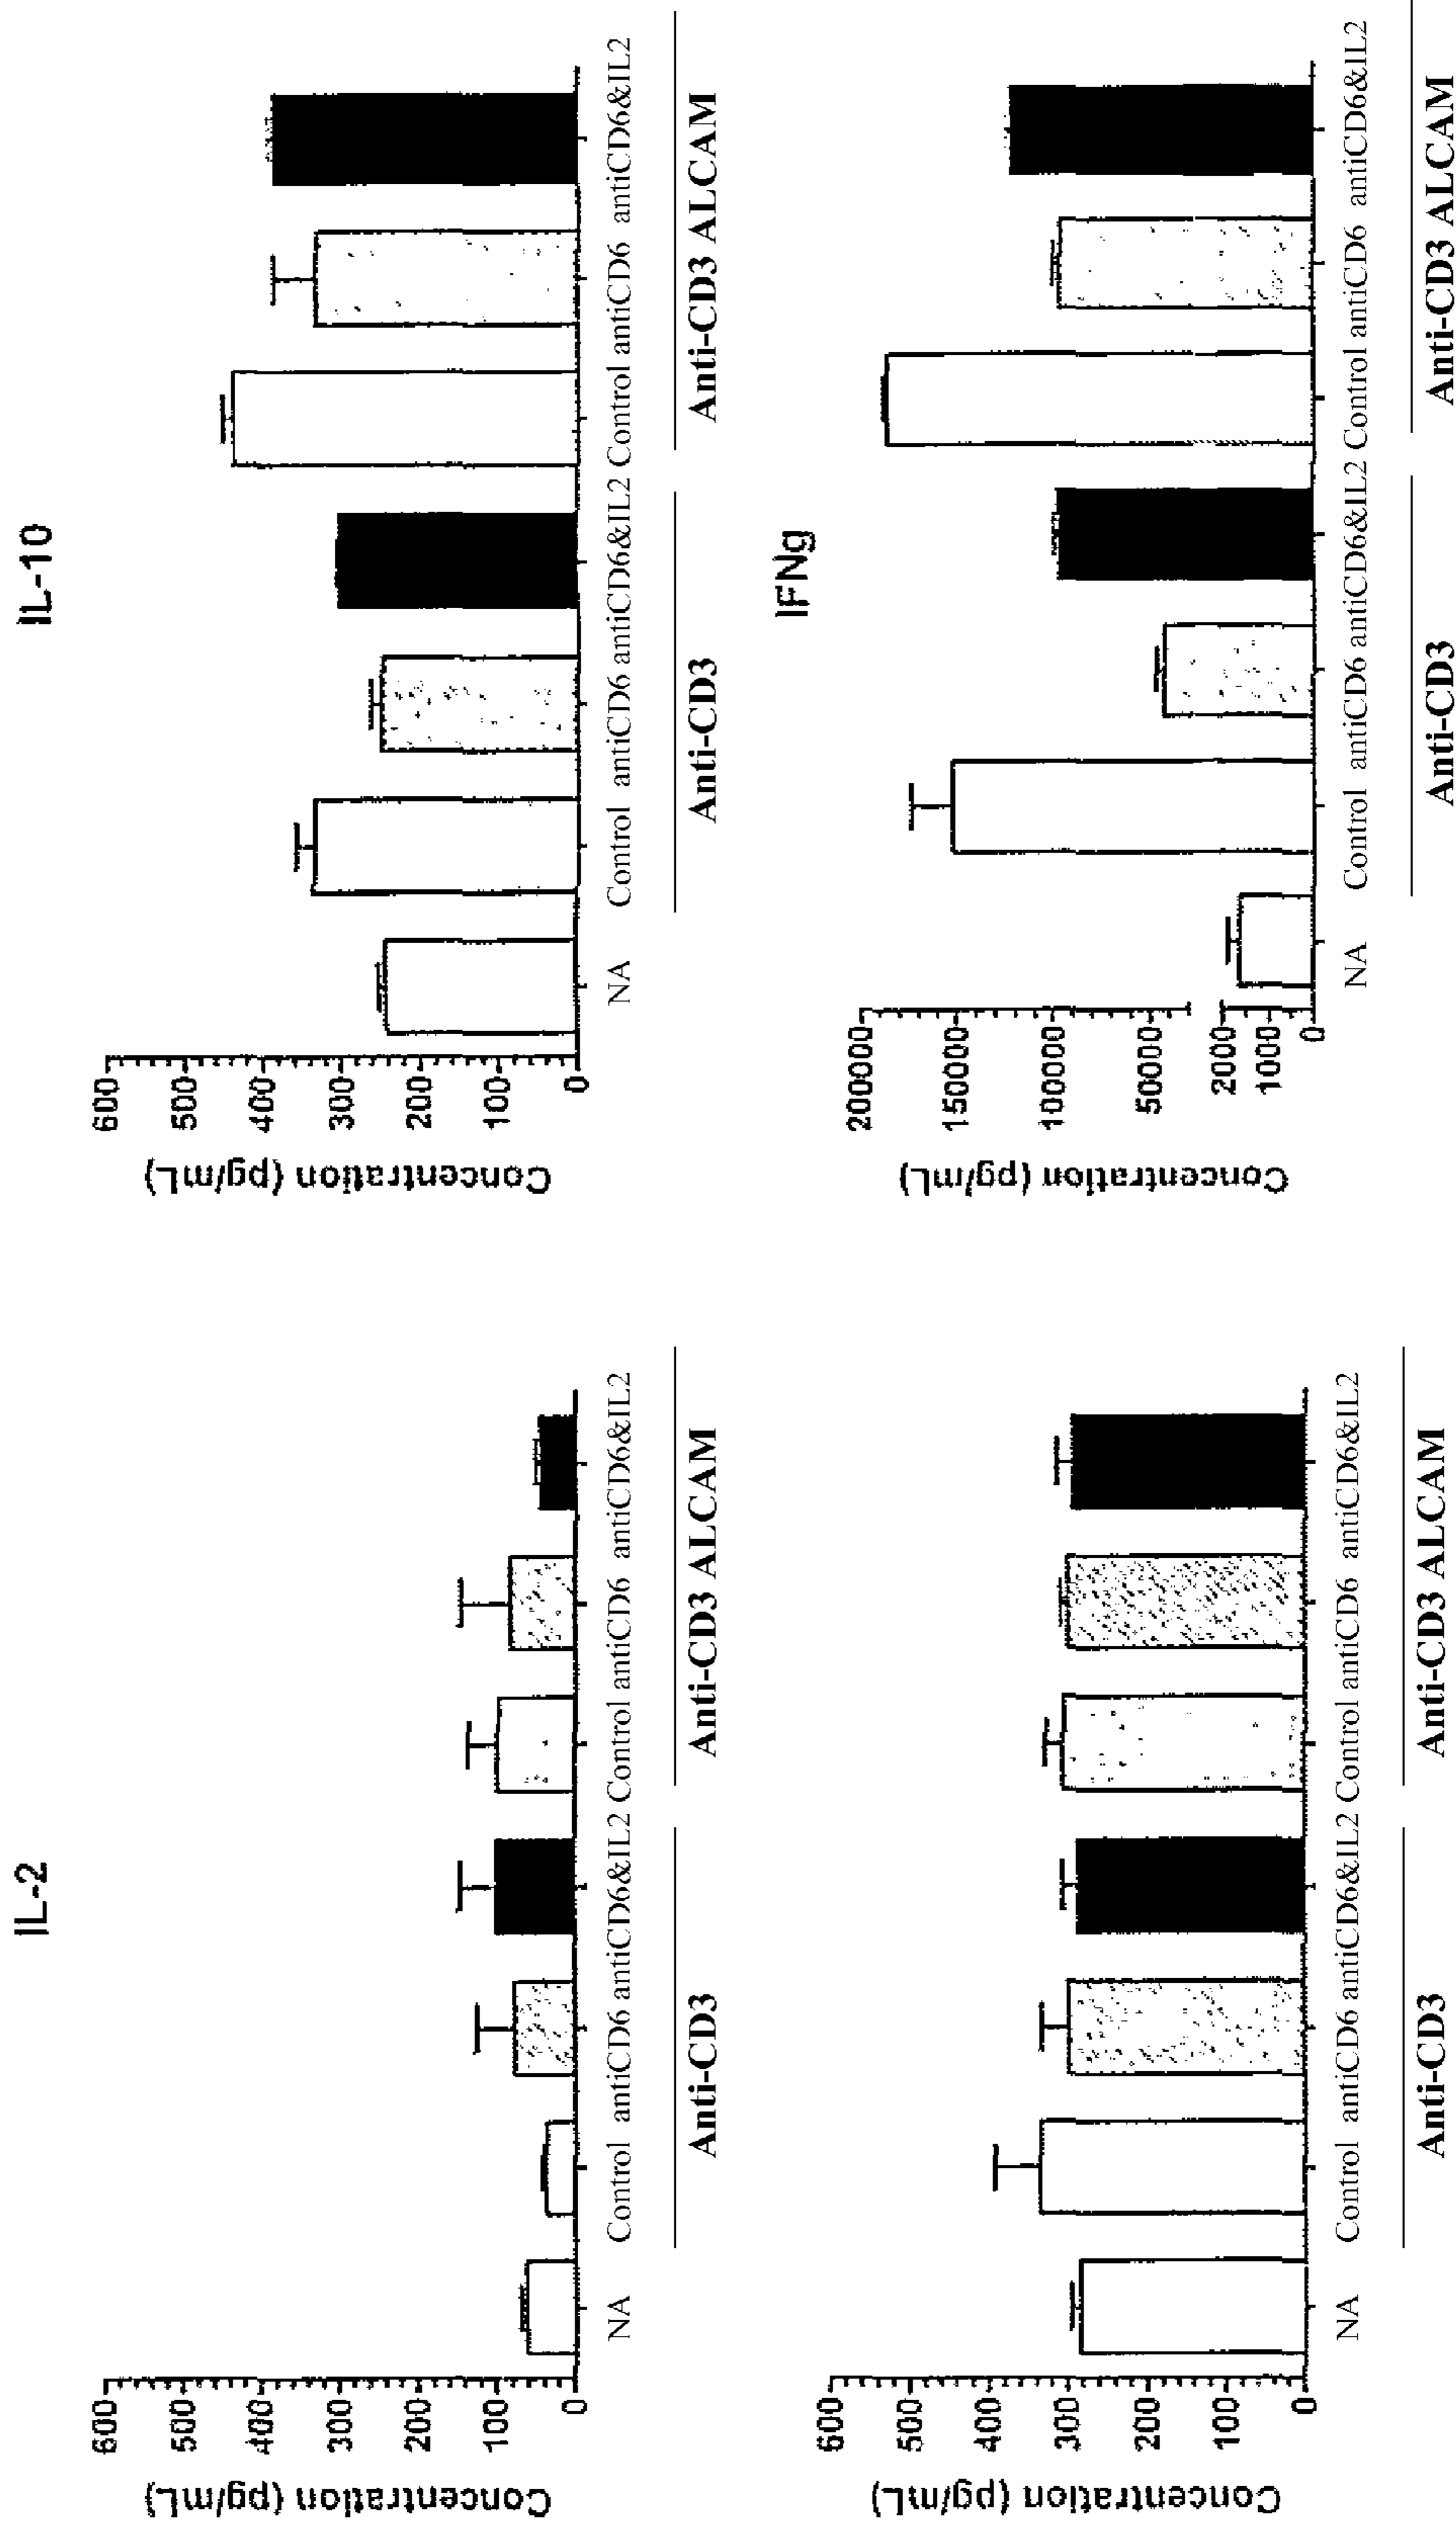 IL-2
Concentration (pg/mL)
600
500
400
300
200
100
0
NA Control antiCD6 antiCD6&IL2 Control antiCD6 antiCD6&IL2
Anti-CD3 Anti-CD3 ALCAM
IL-10
Concentration (pg/mL)
600
500
400
300
200
100
0
NA Control antiCD6 antiCD6&IL2 Control antiCD6 antiCD6&IL2
Anti-CD3 Anti-CD3 ALCAM
Concentration (pg/mL)
600
500
400
300
200
100
0
NA Control antiCD6 antiCD6&IL2 Control antiCD6 antiCD6&IL2
Anti-CD3 Anti-CD3 ALCAM
IFNg
Concentration (pg/mL)
200000
150000
100000
50000
2000
1000
0
NA Control antiCD6 antiCD6&IL2 Control antiCD6 antiCD6&IL2
Anti-CD3 Anti-CD3 ALCAM